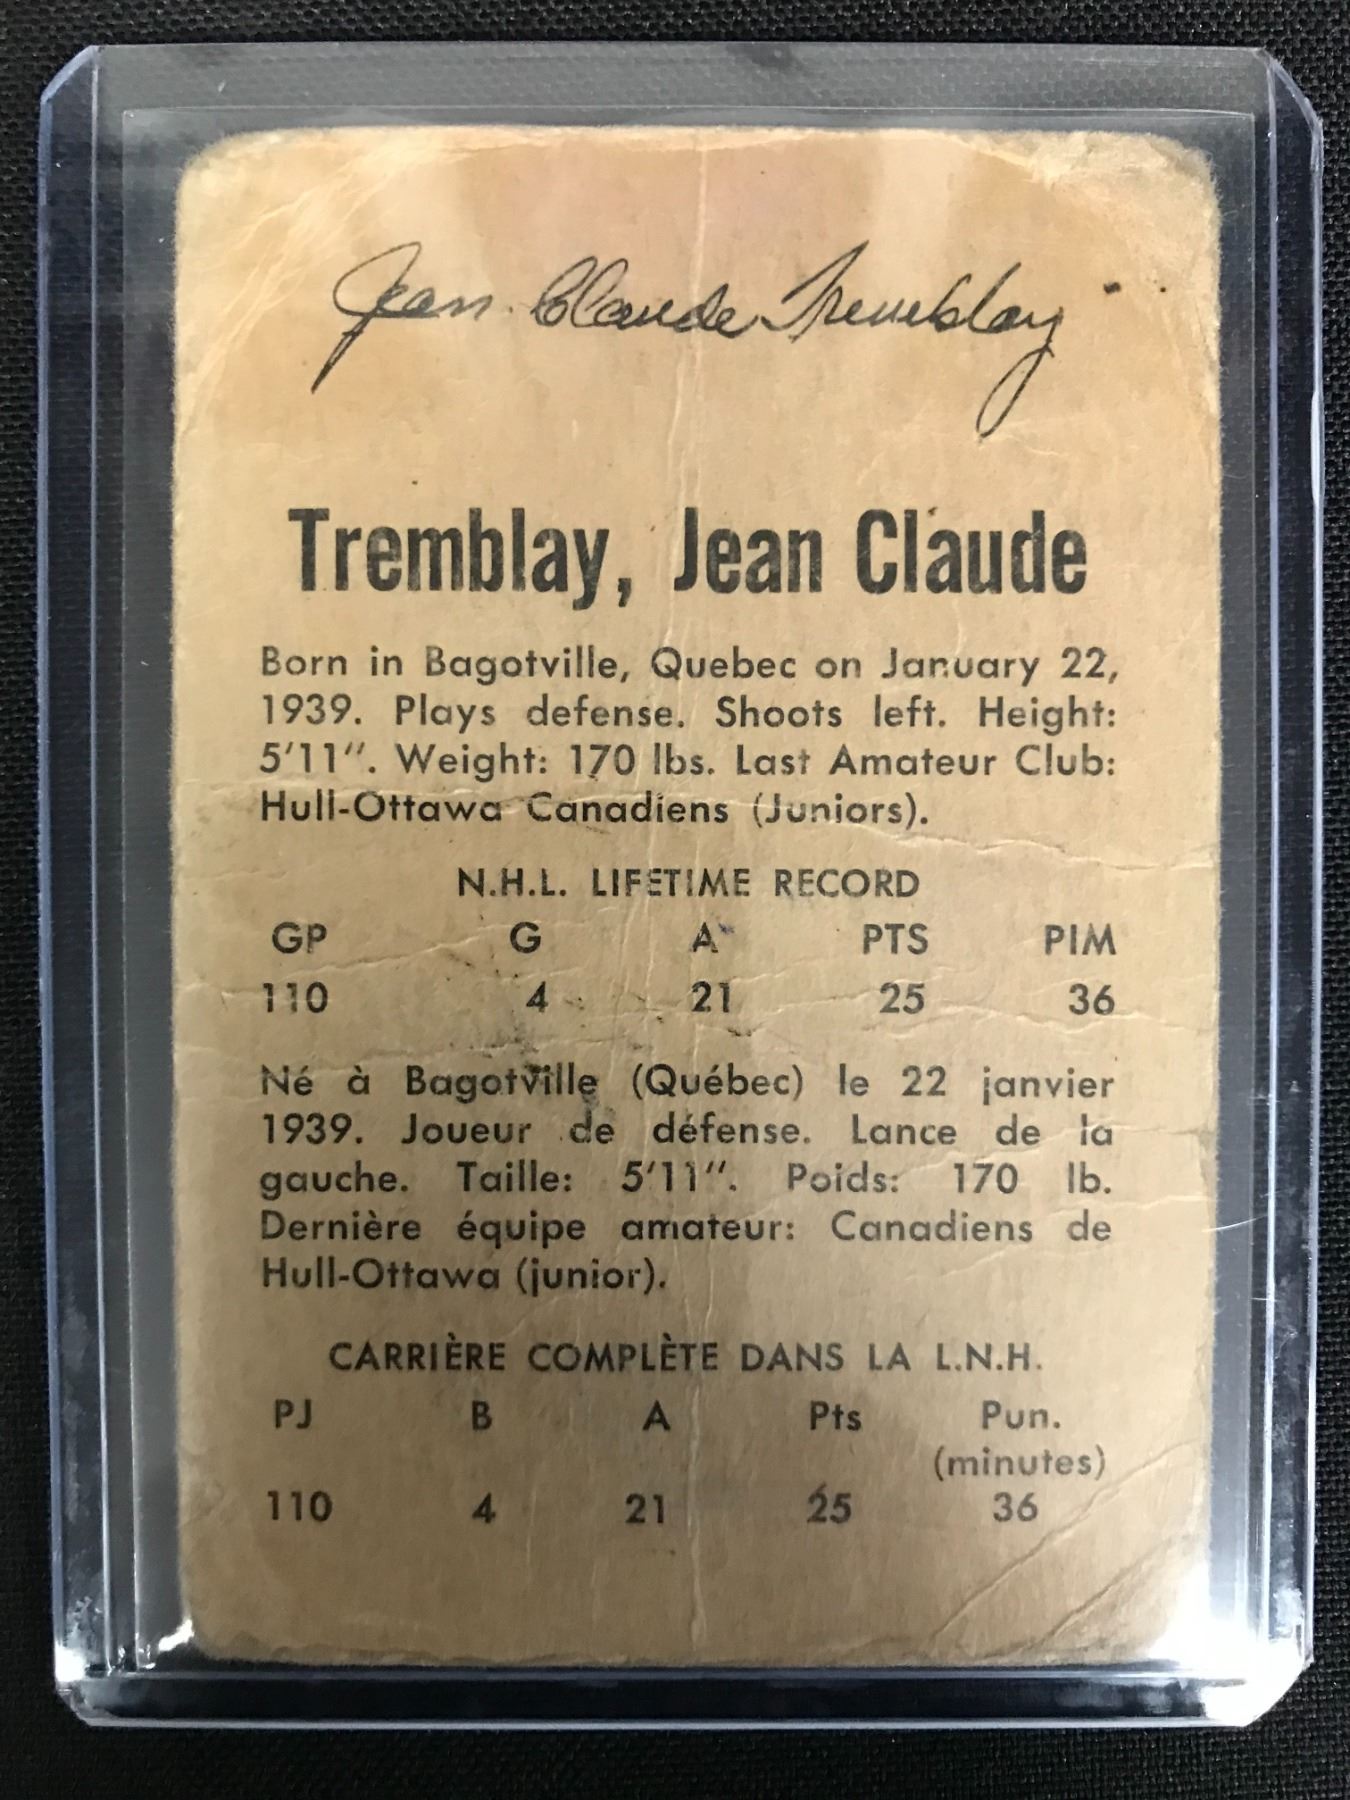 Jean Claude Tremblay
Tremblay, Jean Claude
Born in Bagotville, Quebec on January 22,
1939. Plays defense. Shoots left. Height:
5'11". Weight: 170 lbs. Last Amateur Club:
Hull-Ottawa Canadiens (Juniors).
N.H.L. LIFETIME RECORD
GP G A PTS PIM
110 4 21 25 36
Né à Bagotville (Québec) le 22 janvier
1939. Joueur de défense. Lance de la
gauche. Taille: 5'11". Poids: 170 lb.
Dernière équipe amateur: Canadiens de
Hull-Ottawa (junior).
CARRIÈRE COMPLÈTE DANS LA L.N.H.
PJ B A Pts Pun.
(minutes)
110 4 21 25 36